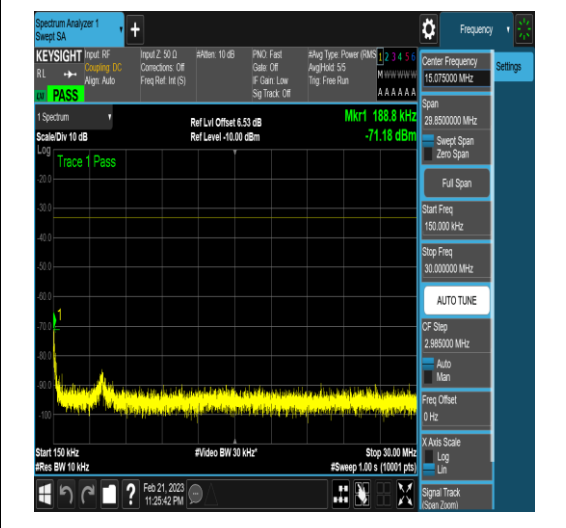 Spectrum Analyzer 1
Swept SA
+
Frequency
KEYSIGHT
RL
PASS
Input: RF
Coupling: DC
Align: Auto
Input Z: 50 Ω
Corrections: Off
Freq Ref: Int (S)
#Atten: 10 dB
PNO: Fast
Gate: Off
IF Gain: Low
Sig Track: Off
#Avg Type: Power (RMS
Avg|Hold: 5/5
Trig: Free Run
1 2 3 4 5 6
M W W W W W
A A A A A A
1 Spectrum
Scale/Div 10 dB
Ref Lvl Offset 6.53 dB
Ref Level -10.00 dBm
Mkr1 188.8 kHz
-71.18 dBm
Log
Trace 1 Pass
-20.0
-30.0
-40.0
-50.0
-60.0
-70.0
-80.0
-90.0
-100
1
Start 150 kHz
#Res BW 10 kHz
#Video BW 30 kHz*
Stop 30.00 MHz
#Sweep 1.00 s (10001 pts)
?
Feb 21, 2023
11:25:42 PM
Center Frequency
15.075000 MHz
Span
29.8500000 MHz
Swept Span
Zero Span
Full Span
Start Freq
150.000 kHz
Stop Freq
30.000000 MHz
AUTO TUNE
CF Step
2.985000 MHz
Auto
Man
Freq Offset
0 Hz
X Axis Scale
Log
Lin
Signal Track
(Span Zoom)
Settings